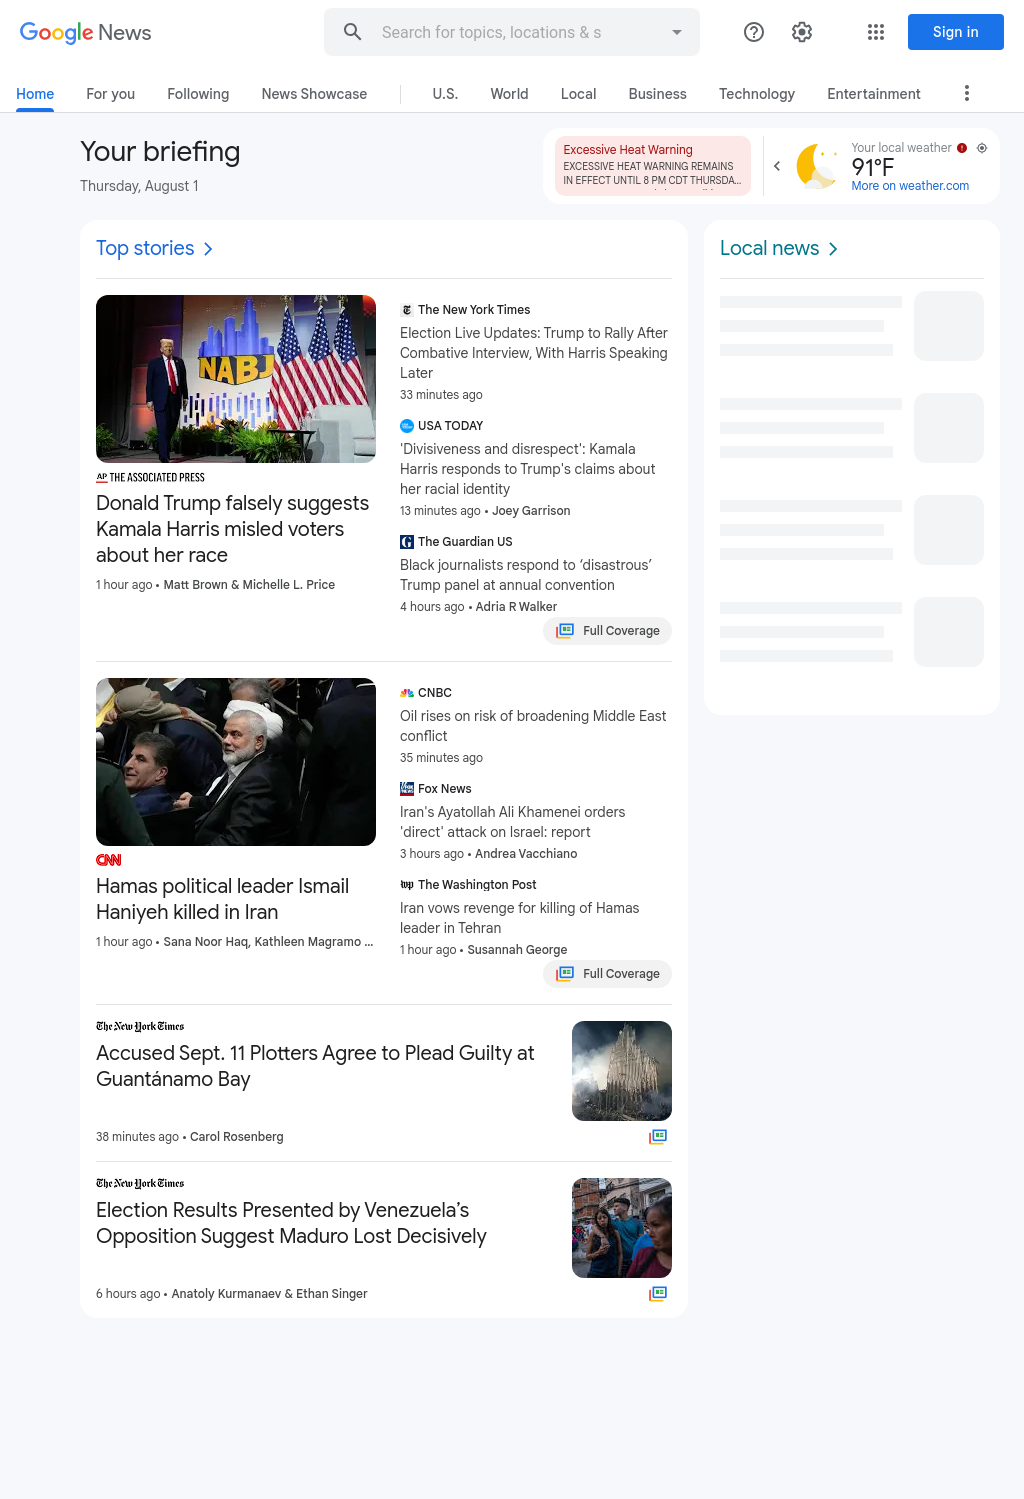 Google News
Search for topics, locations & s
Sign in
Home
For you
Following
News Showcase
U.S.
World
Local
Business
Technology
Entertainment
Your briefing
Thursday, August 1
Excessive Heat Warning
EXCESSIVE HEAT WARNING REMAINS
IN EFFECT UNTIL 8 PM CDT THURSDA...
Your local weather
91°F
More on weather.com
Top stories
NABJ
AP THE ASSOCIATED PRESS
Donald Trump falsely suggests
Kamala Harris misled voters
about her race
1 hour ago • Matt Brown & Michelle L. Price
The New York Times
Election Live Updates: Trump to Rally After
Combative Interview, With Harris Speaking
Later
33 minutes ago
USA TODAY
'Divisiveness and disrespect': Kamala
Harris responds to Trump's claims about
her racial identity
13 minutes ago • Joey Garrison
The Guardian US
Black journalists respond to ‘disastrous’
Trump panel at annual convention
4 hours ago • Adria R Walker
Full Coverage
CNN
Hamas political leader Ismail
Haniyeh killed in Iran
1 hour ago • Sana Noor Haq, Kathleen Magramo ...
CNBC
Oil rises on risk of broadening Middle East
conflict
35 minutes ago
Fox News
Iran's Ayatollah Ali Khamenei orders
'direct' attack on Israel: report
3 hours ago • Andrea Vacchiano
wp The Washington Post
Iran vows revenge for killing of Hamas
leader in Tehran
1 hour ago • Susannah George
Full Coverage
The New York Times
Accused Sept. 11 Plotters Agree to Plead Guilty at
Guantánamo Bay
38 minutes ago • Carol Rosenberg
The New York Times
Election Results Presented by Venezuela’s
Opposition Suggest Maduro Lost Decisively
6 hours ago • Anatoly Kurmanaev & Ethan Singer
Local news